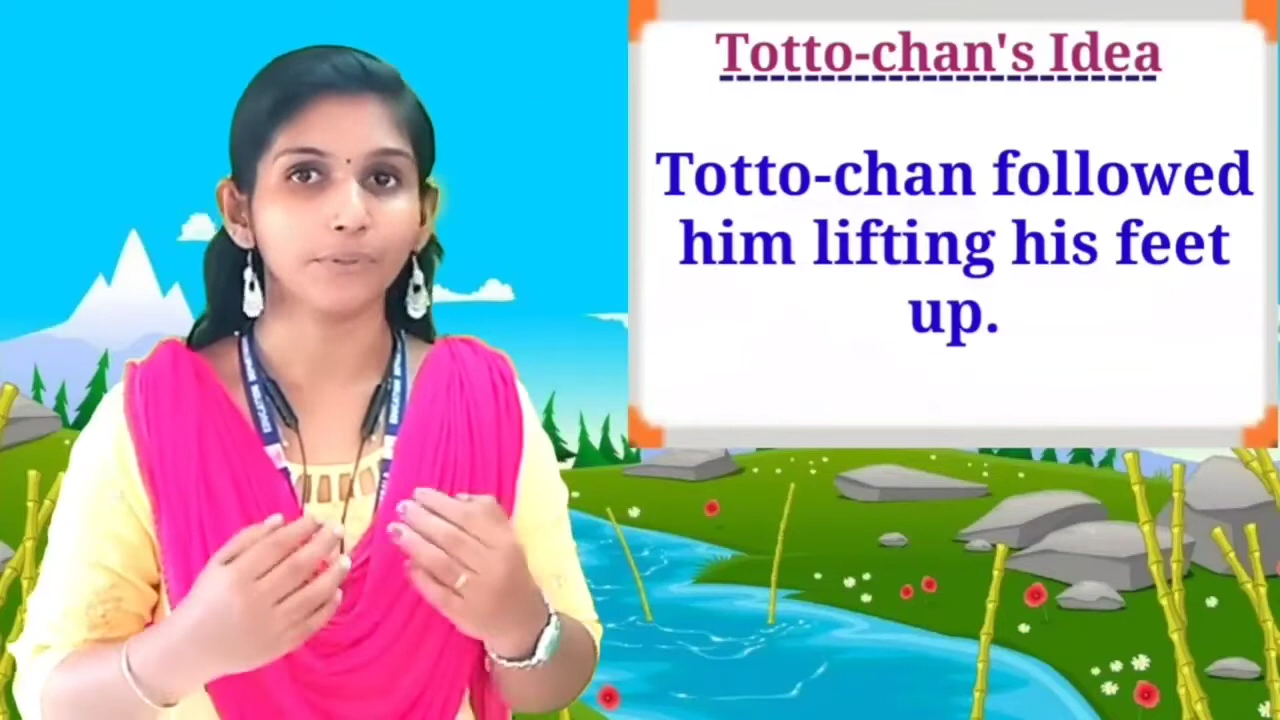 Totto-chan's Idea
Totto-chan followed
him lifting his feet
up.